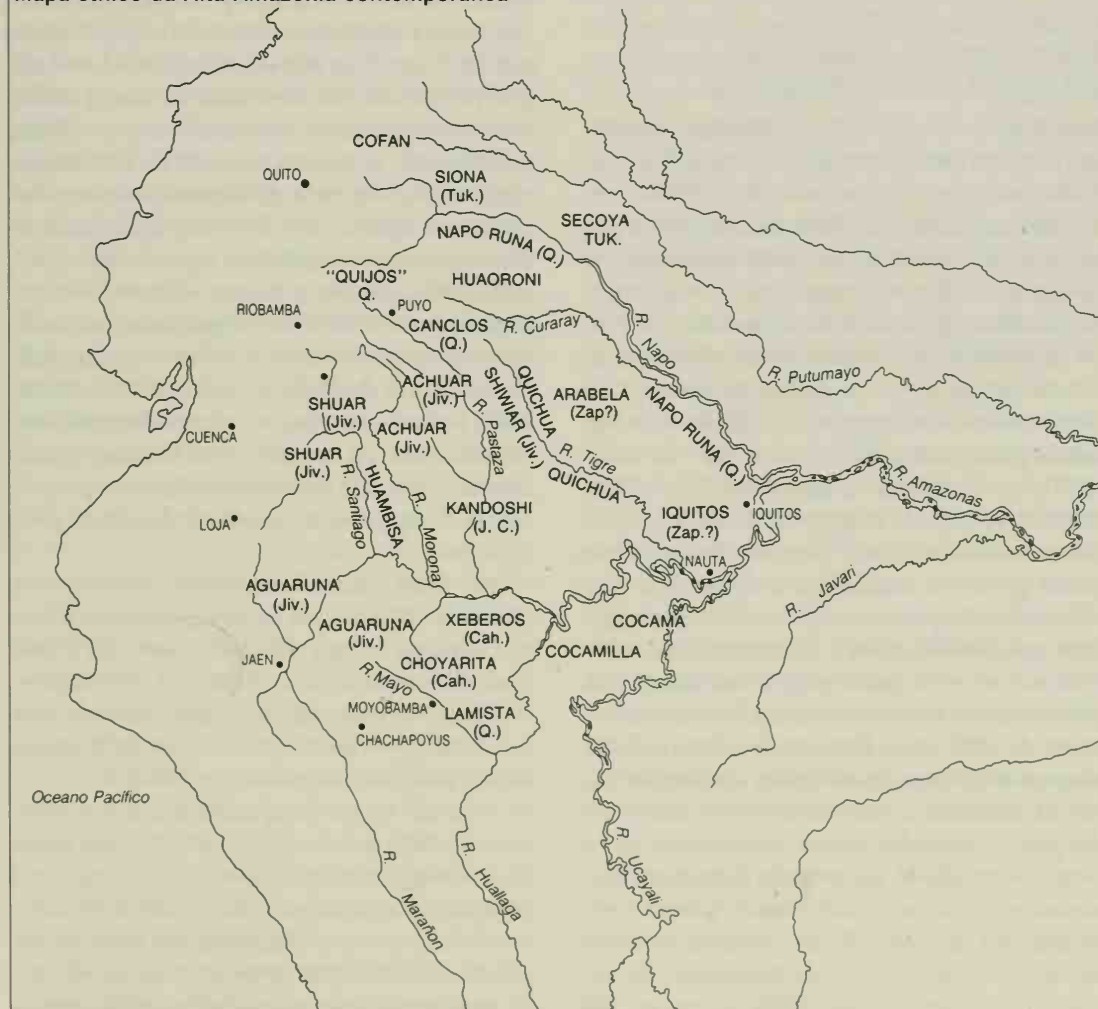 Mapa étnico da Alta Amazônia contemporânea
COFAN
QUITO
SIONA
(Tuk.)
SECOYA
TUK.
NAPO RUNA (Q.)
"QUIJOS"
Q.
HUAORONI
PUYO
RIOBAMBA
CANCLOS
(Q.)
R. Curaray
R. Napo
R. Putumayo
ACHUAR
(Jiv.)
QUICHUA
SHIWIAR (Jiv.)
ARABELA
(Zap?)
NAPO RUNA (Q.)
SHUAR
(Jiv.)
ACHUAR
(Jiv.)
R. Pastaza
CUENCA
SHUAR
(Jiv.)
R. Tigre
QUICHUA
R. Amazonas
R. Santiago
HUAMBISA
R. Morona
KANDOSHI
(J. C.)
IQUITOS
(Zap.?)
IQUITOS
LOJA
NAUTA
R. Javari
AGUARUNA
(Jiv.)
AGUARUNA
(Jiv.)
XEBEROS
(Cah.)
COCAMA
COCAMILLA
JAEN
CHOYARITA
(Cah.)
R. Mayo
MOYOBAMBA
LAMISTA
(Q.)
CHACHAPOYUS
Oceano Pacífico
R. Marañon
R. Huallaga
R. Ucayali